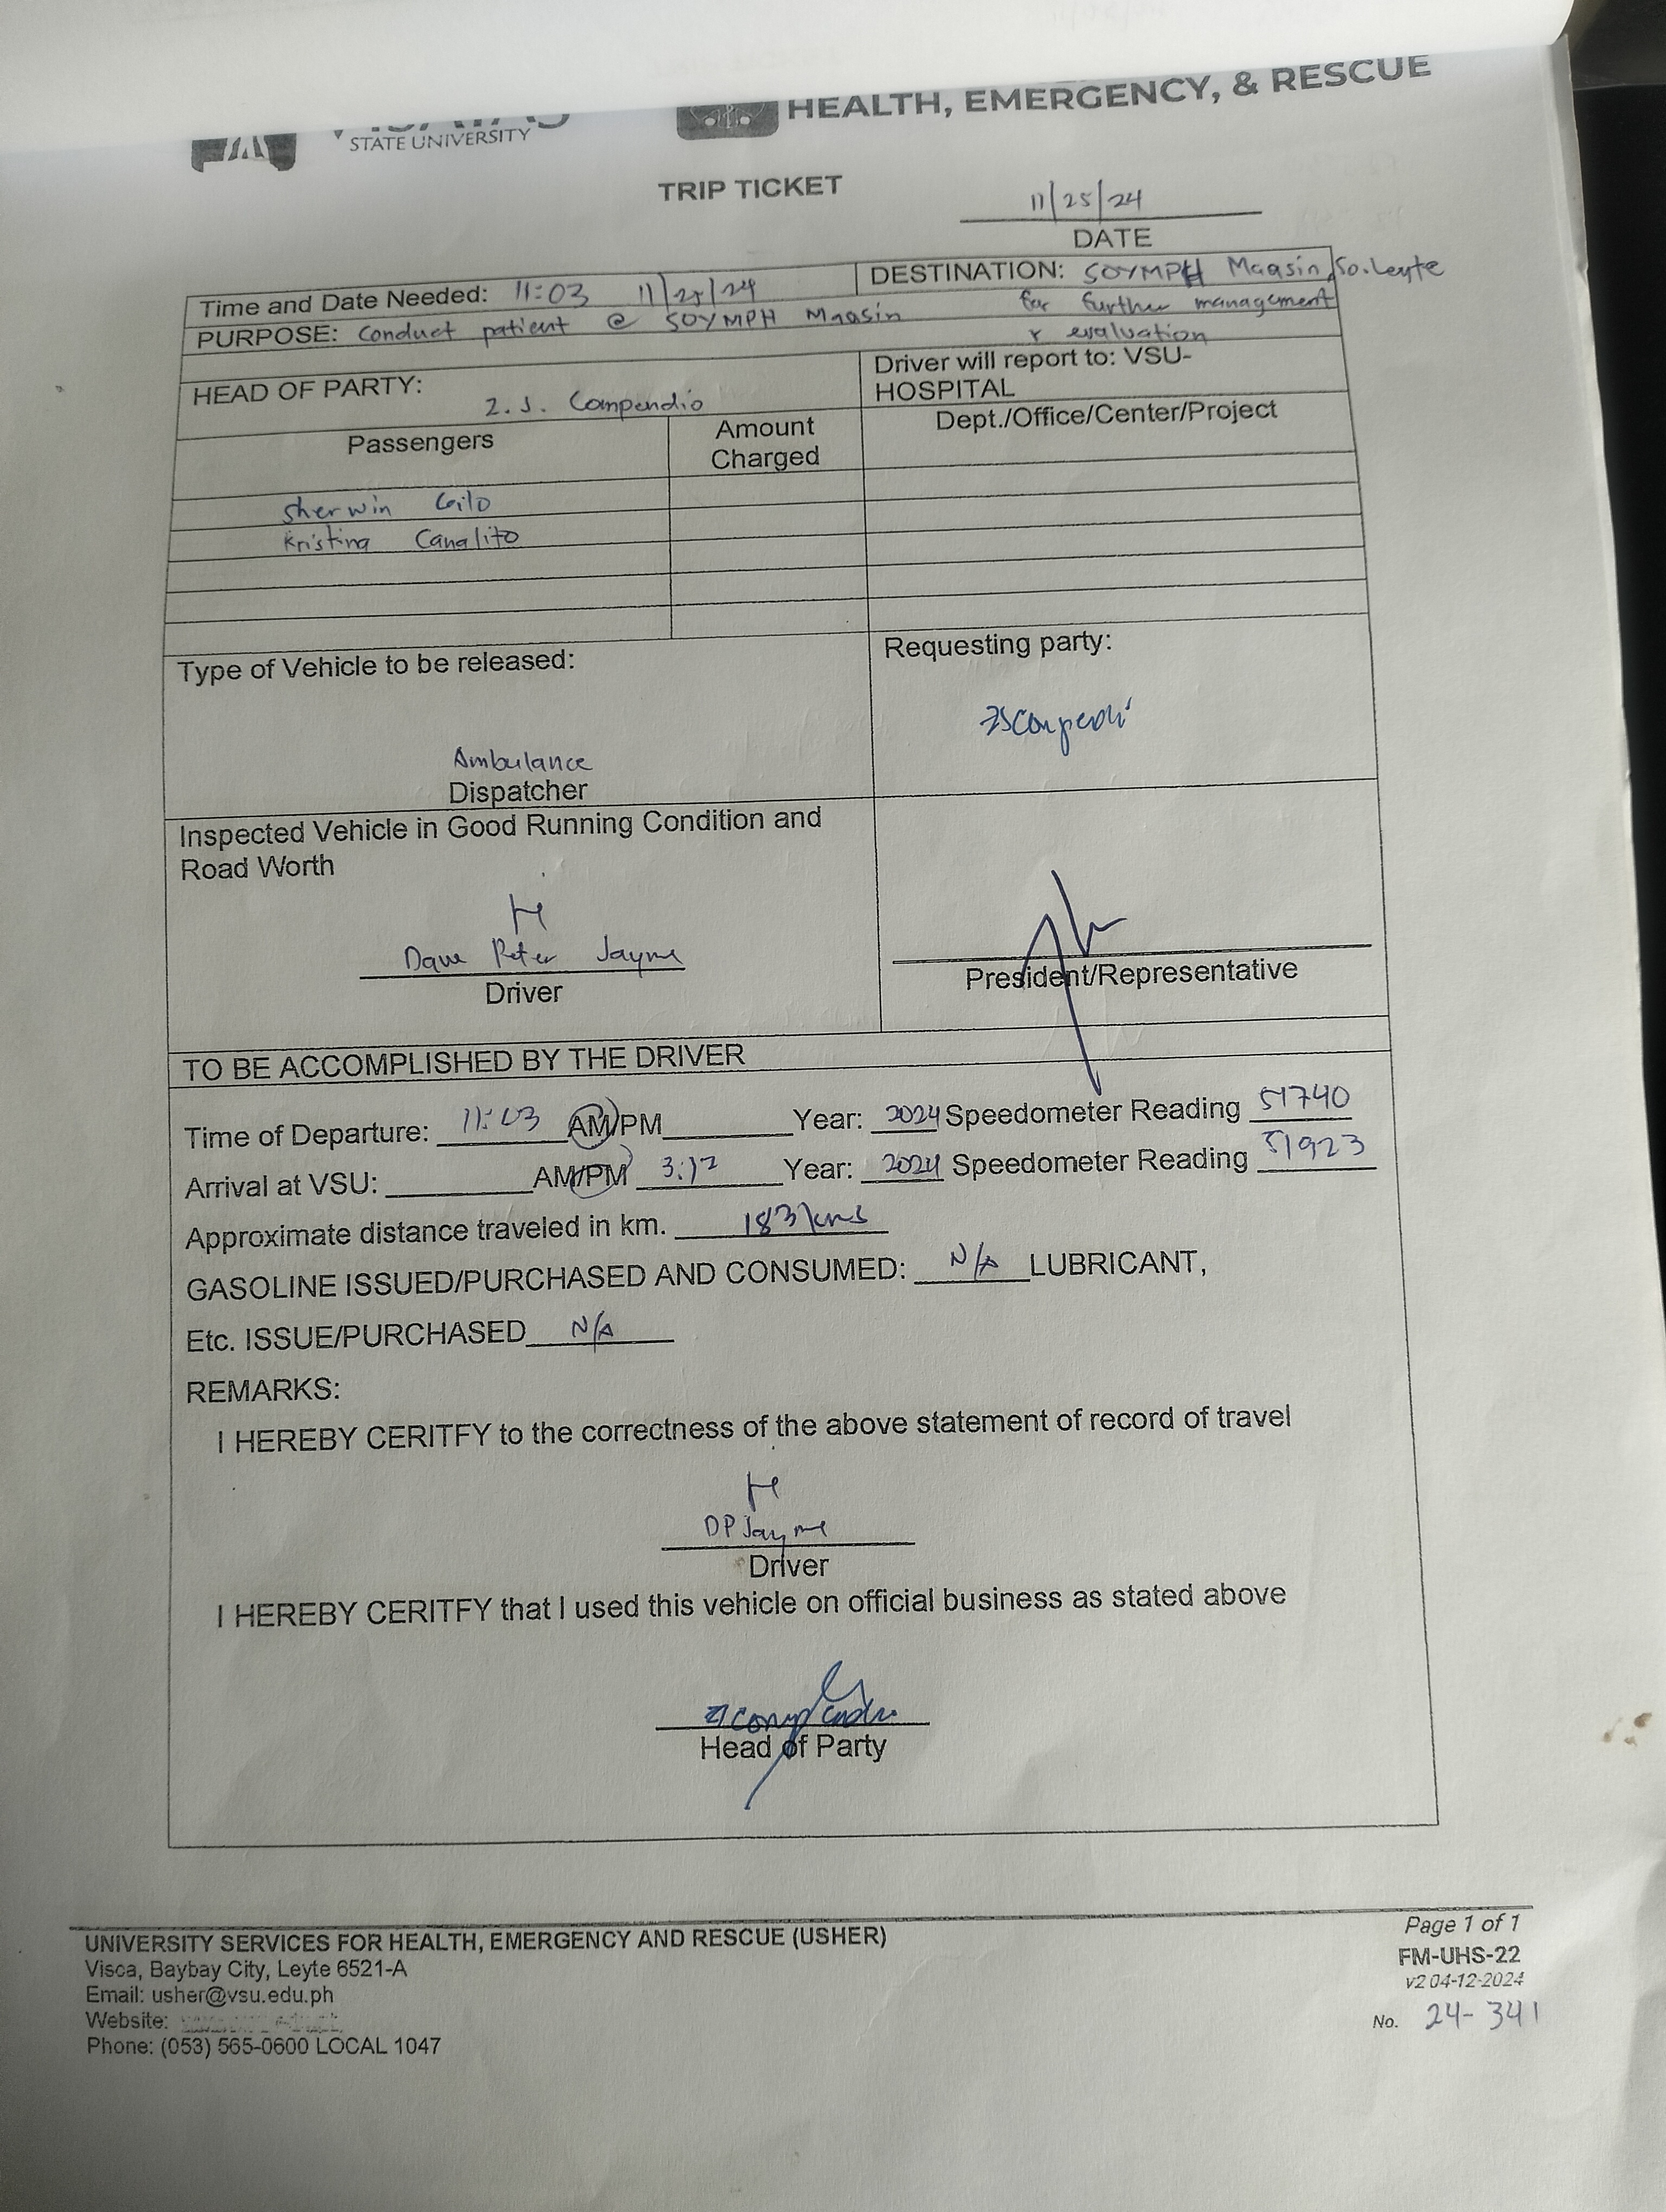 STATE UNIVERSITY
HEALTH, EMERGENCY, & RESCUE
TRIP TICKET
11/25/24
DATE
Time and Date Needed: 11:03 11/25/24
DESTINATION: SOYMPH Maasin, So. Leyte
PURPOSE: Conduct patient @ SOYMPH Maasin for further management
& evaluation
HEAD OF PARTY: Z. J. Compendio
Driver will report to: VSU-
HOSPITAL
Passengers
Amount
Charged
Dept./Office/Center/Project
Sherwin Gilo
Kristina Canalito
Type of Vehicle to be released:
Requesting party:
Ambulance
Dispatcher
Inspected Vehicle in Good Running Condition and
Road Worth
Dave Peter Jayme
Driver
President/Representative
TO BE ACCOMPLISHED BY THE DRIVER
Time of Departure: 11:03 AM/PM Year: 2024 Speedometer Reading 51740
Arrival at VSU: AM/PM 3:17 Year: 2024 Speedometer Reading 51923
Approximate distance traveled in km. 183 kms
GASOLINE ISSUED/PURCHASED AND CONSUMED: N/A LUBRICANT,
Etc. ISSUE/PURCHASED N/A
REMARKS:
I HEREBY CERITFY to the correctness of the above statement of record of travel
DP Jayme
Driver
I HEREBY CERITFY that I used this vehicle on official business as stated above
Head of Party
UNIVERSITY SERVICES FOR HEALTH, EMERGENCY AND RESCUE (USHER)
Visca, Baybay City, Leyte 6521-A
Email: usher@vsu.edu.ph
Website:
Phone: (053) 565-0600 LOCAL 1047
Page 1 of 1
FM-UHS-22
v2 04-12-2024
No. 24-341